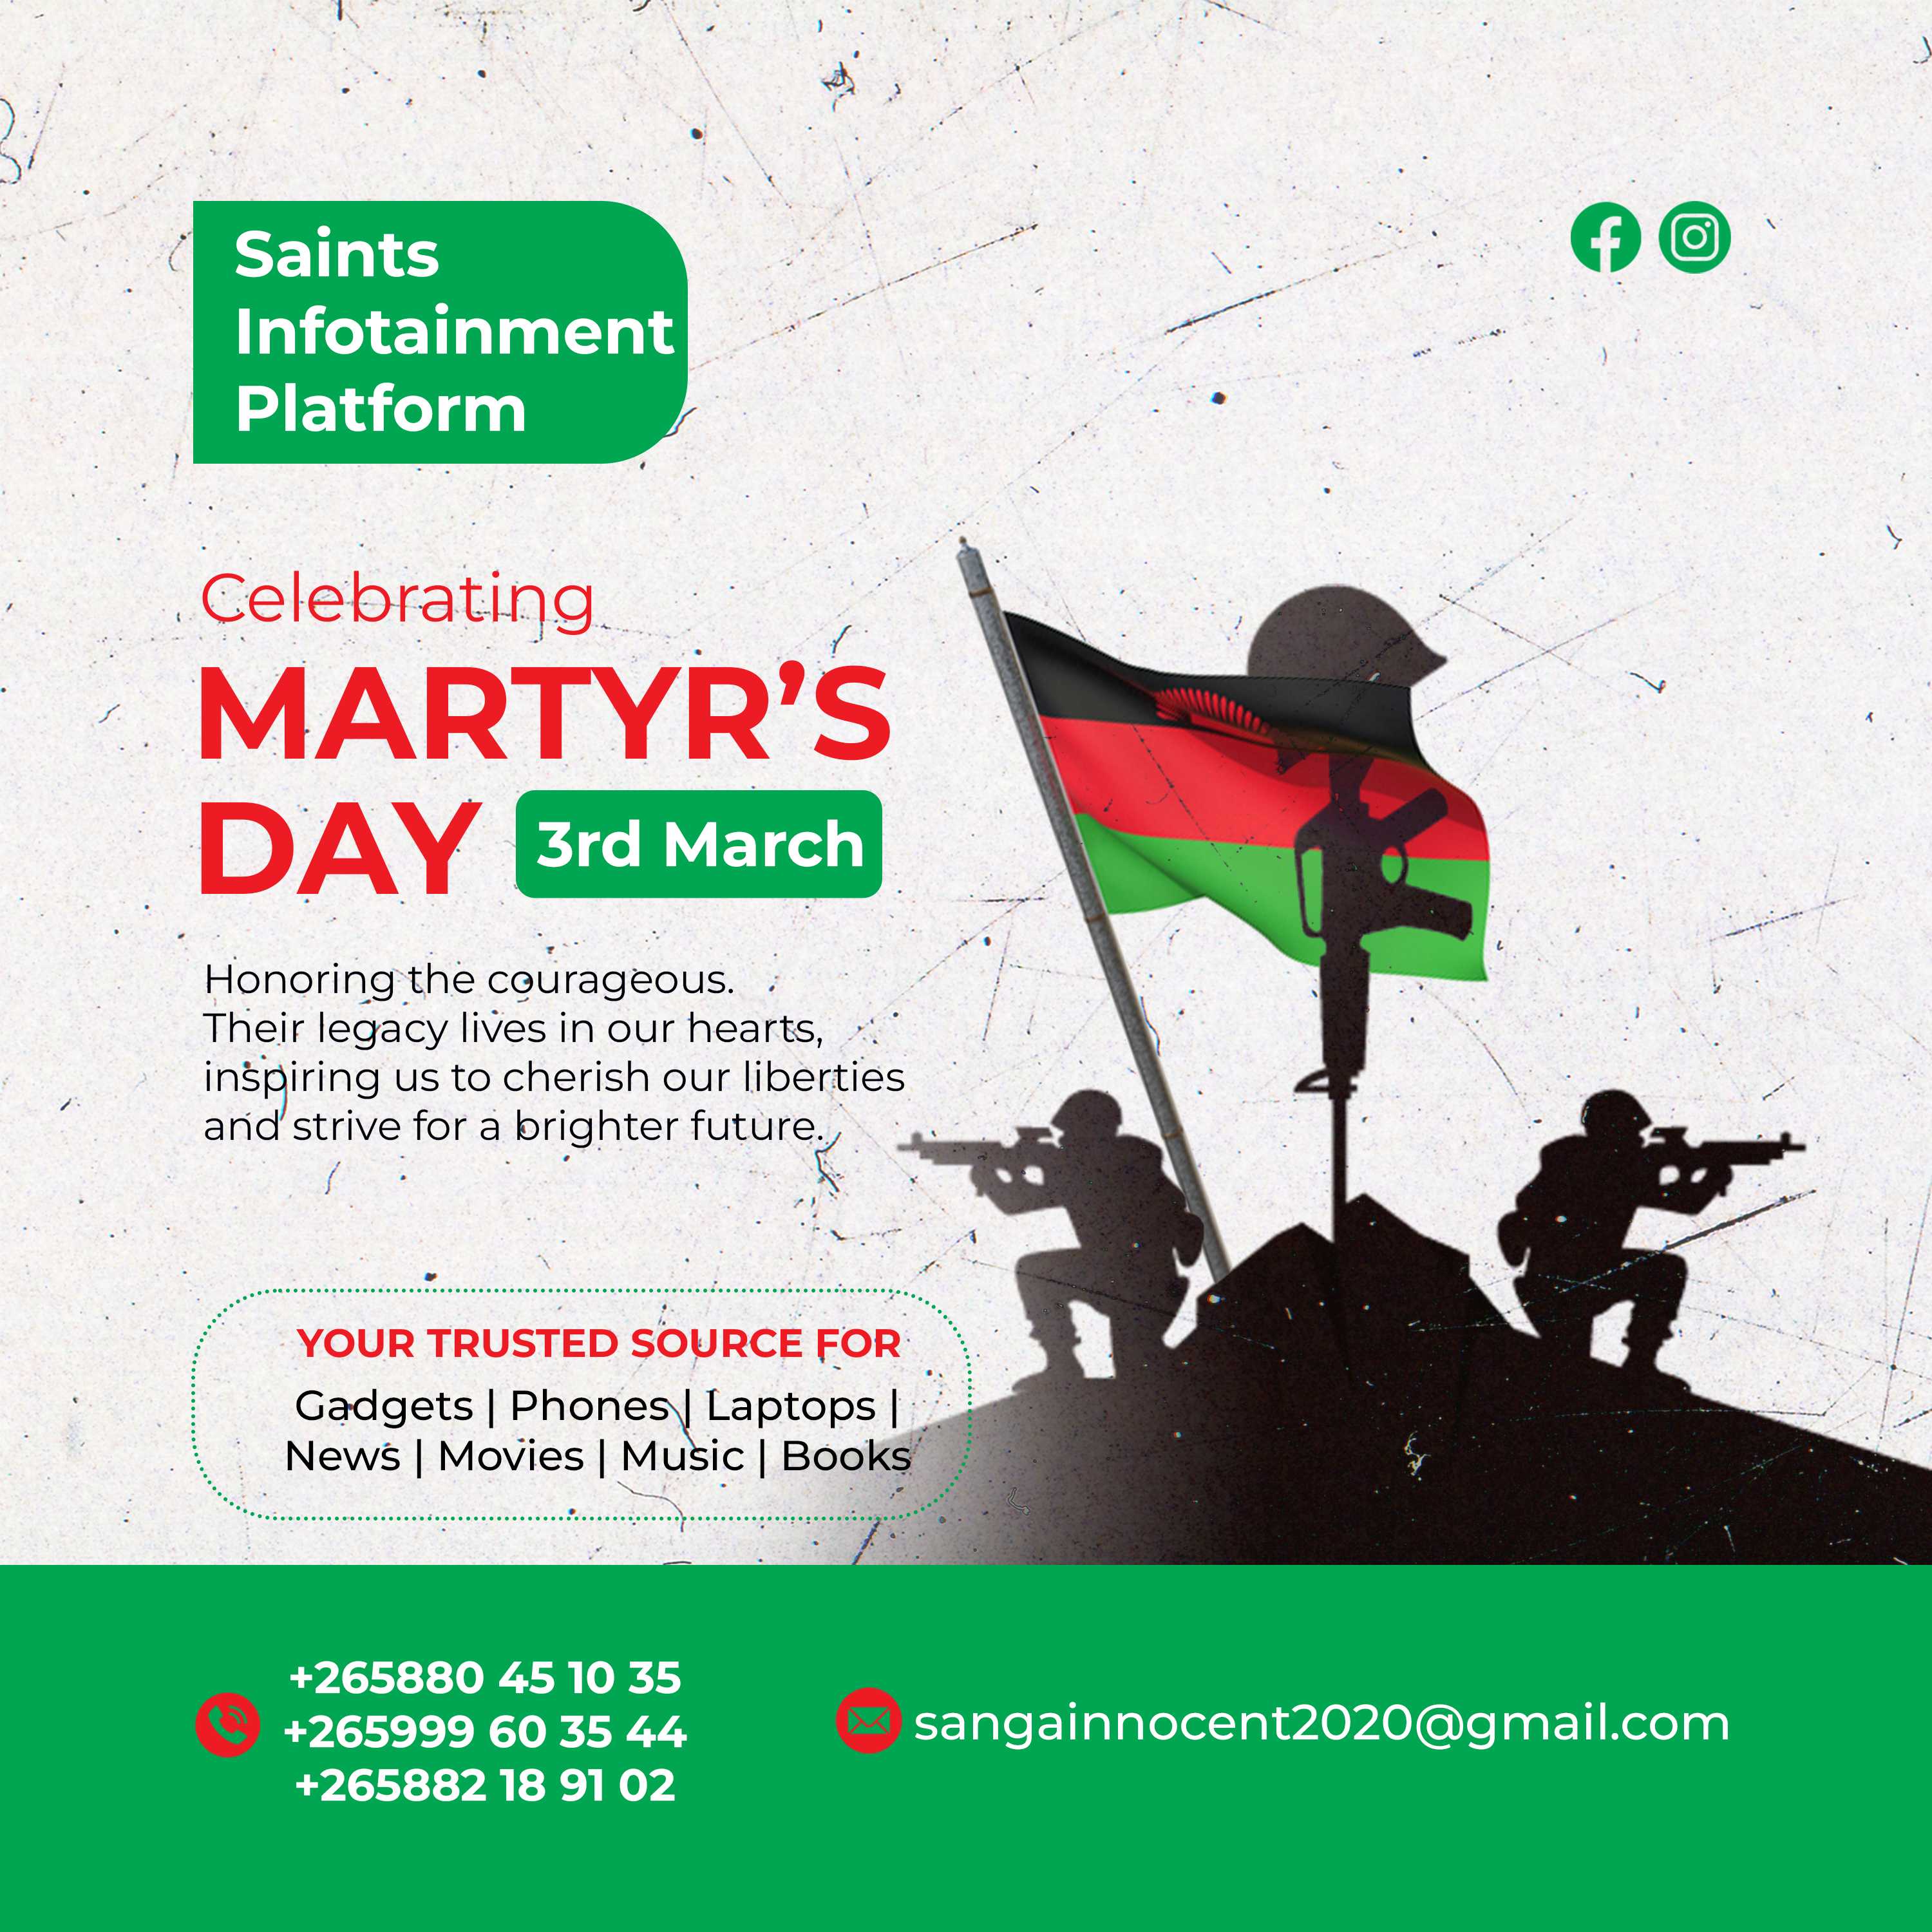 Saints
Infotainment
Platform
Celebrating
MARTYR’S
DAY 3rd March
Honoring the courageous.
Their legacy lives in our hearts,
inspiring us to cherish our liberties
and strive for a brighter future.
YOUR TRUSTED SOURCE FOR
Gadgets | Phones | Laptops |
News | Movies | Music | Books
+265880 45 10 35
+265999 60 35 44
+265882 18 91 02
sangainnocent2020@gmail.com